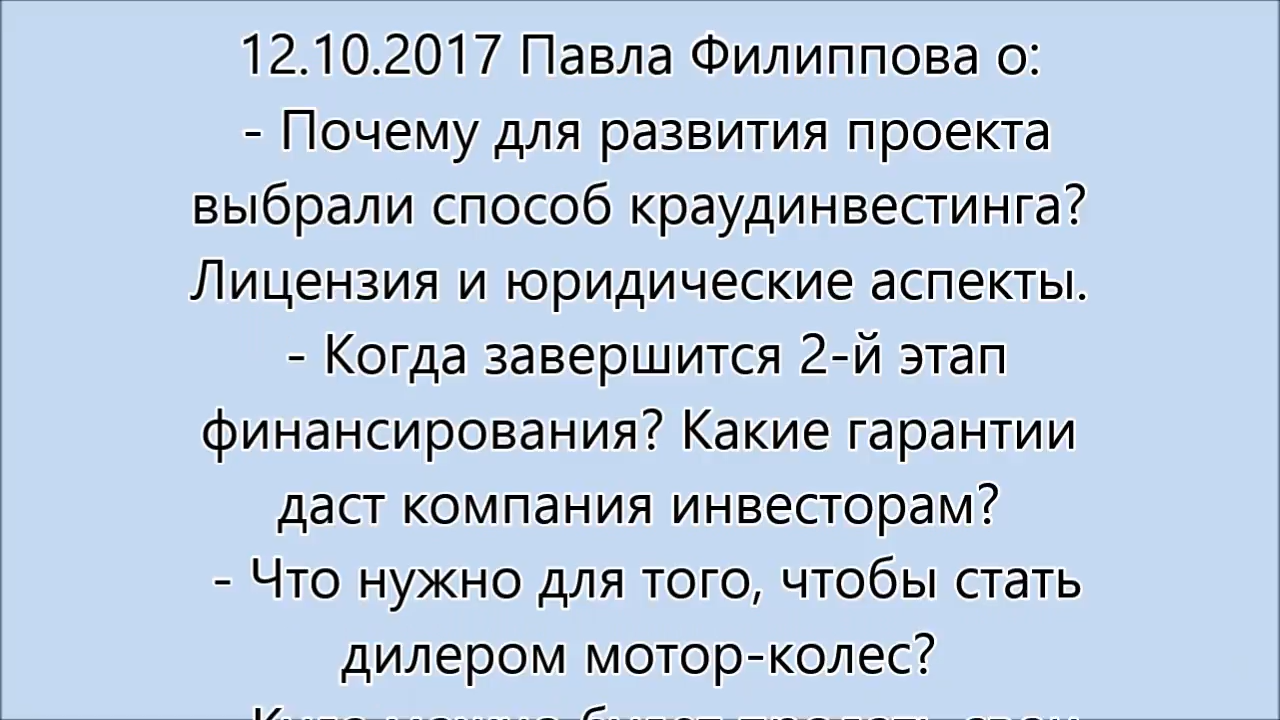 12.10.2017 Павла Филиппова о:
- Почему для развития проекта
выбрали способ краудинвестинга?
Лицензия и юридические аспекты.
- Когда завершится 2-й этап
финансирования? Какие гарантии
даст компания инвесторам?
- Что нужно для того, чтобы стать
дилером мотор-колес?